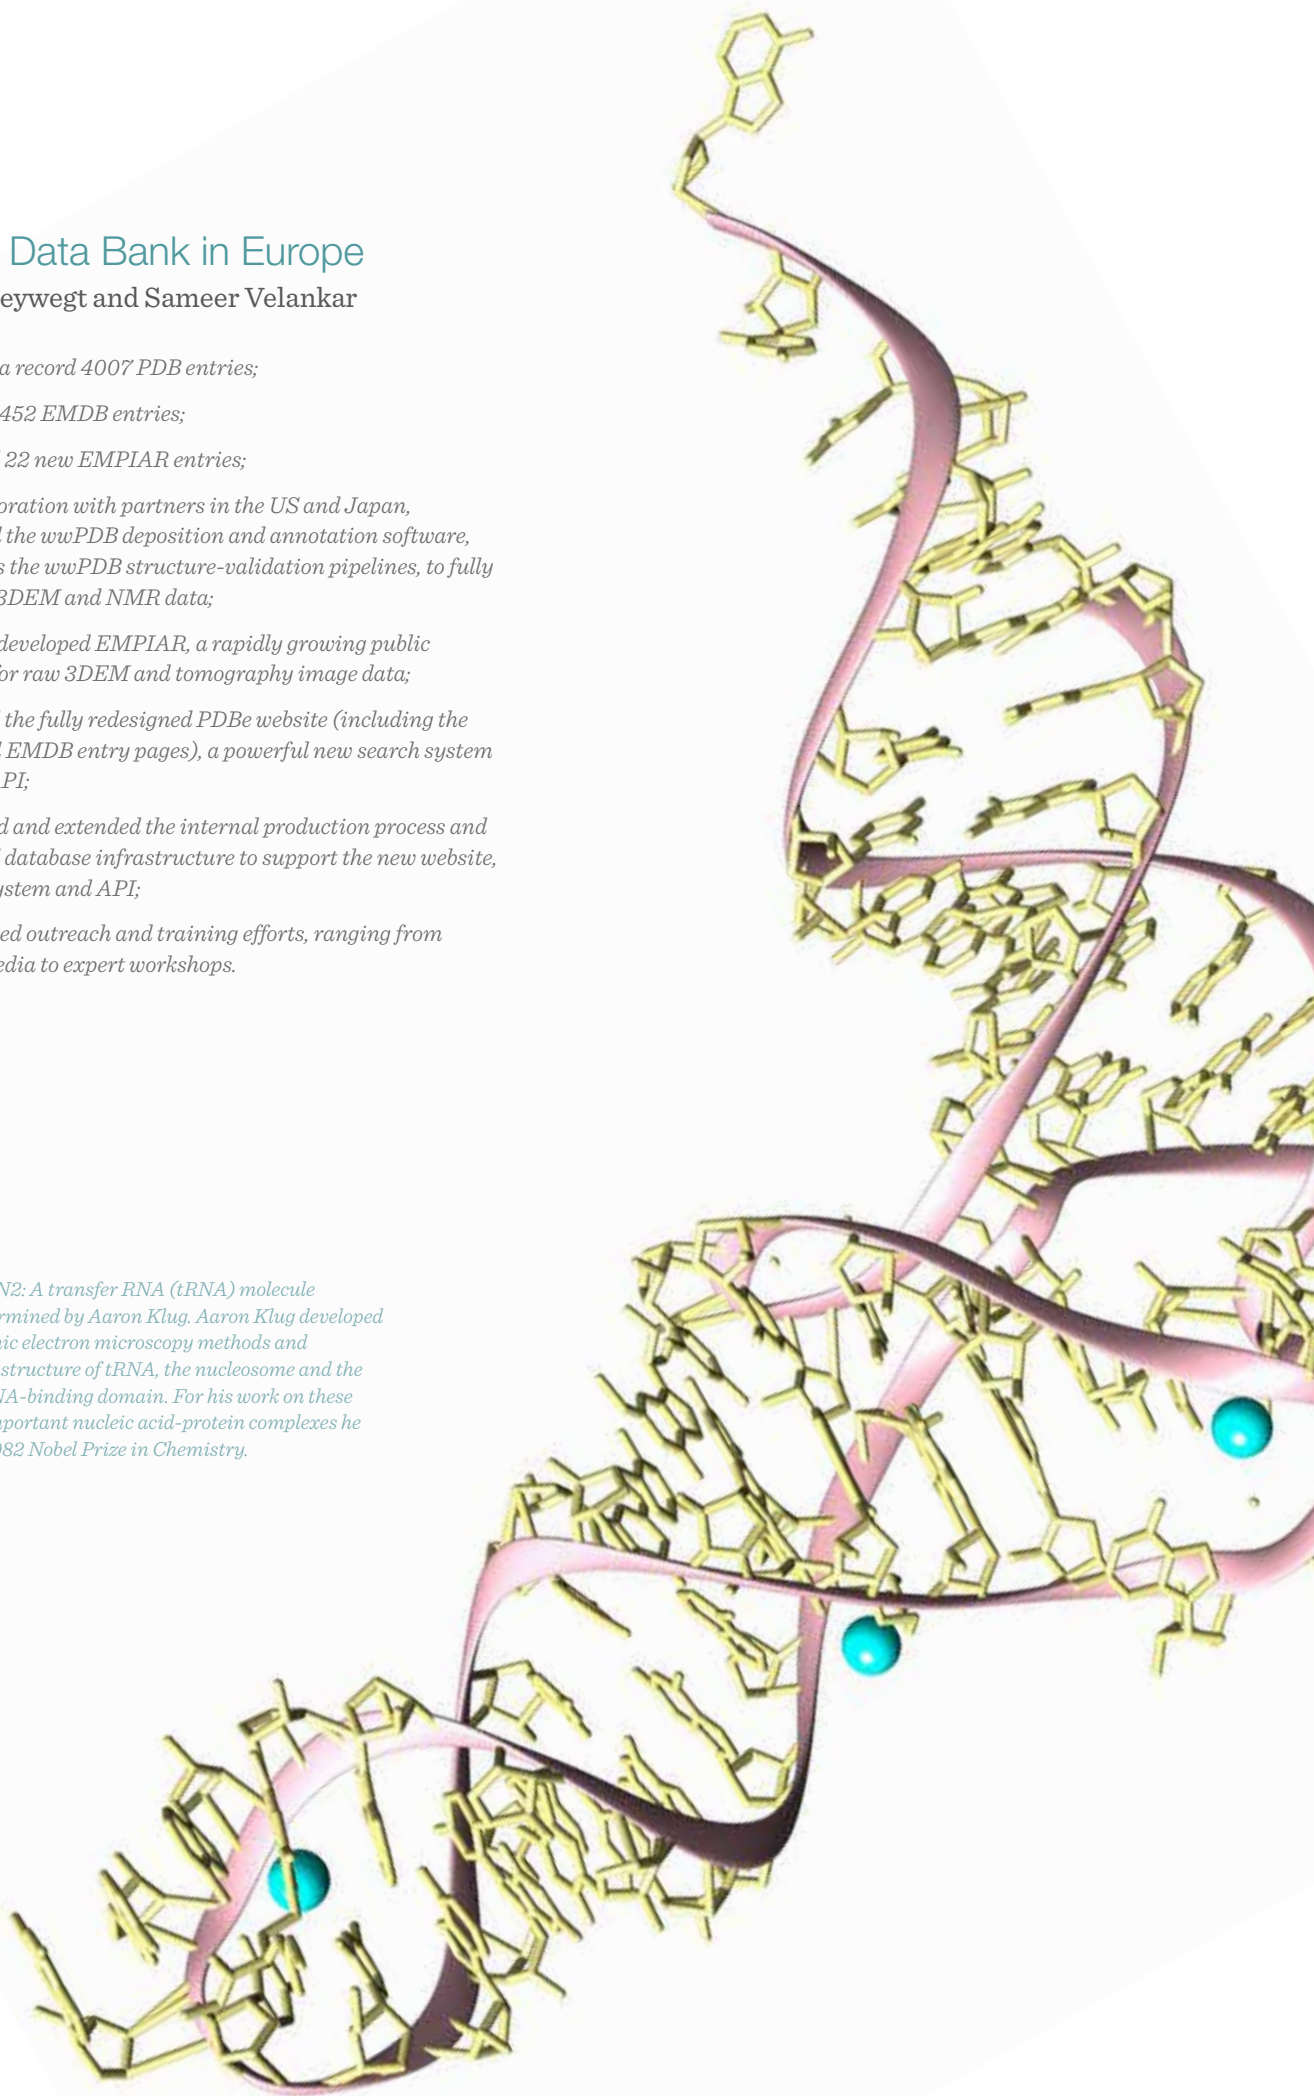 Data Bank in Europe
eywegt and Sameer Velankar
a record 4007 PDB entries;
452 EMDB entries;
22 new EMPIAR entries;
oration with partners in the US and Japan,
the wwPDB deposition and annotation software,
s the wwPDB structure-validation pipelines, to fully
3DEM and NMR data;
developed EMPIAR, a rapidly growing public
or raw 3DEM and tomography image data;
the fully redesigned PDBe website (including the
EMDB entry pages), a powerful new search system
PI;
d and extended the internal production process and
database infrastructure to support the new website,
ystem and API;
ed outreach and training efforts, ranging from
edia to expert workshops.
N2: A transfer RNA (tRNA) molecule
rmined by Aaron Klug. Aaron Klug developed
ic electron microscopy methods and
structure of tRNA, the nucleosome and the
NA-binding domain. For his work on these
portant nucleic acid-protein complexes he
82 Nobel Prize in Chemistry.